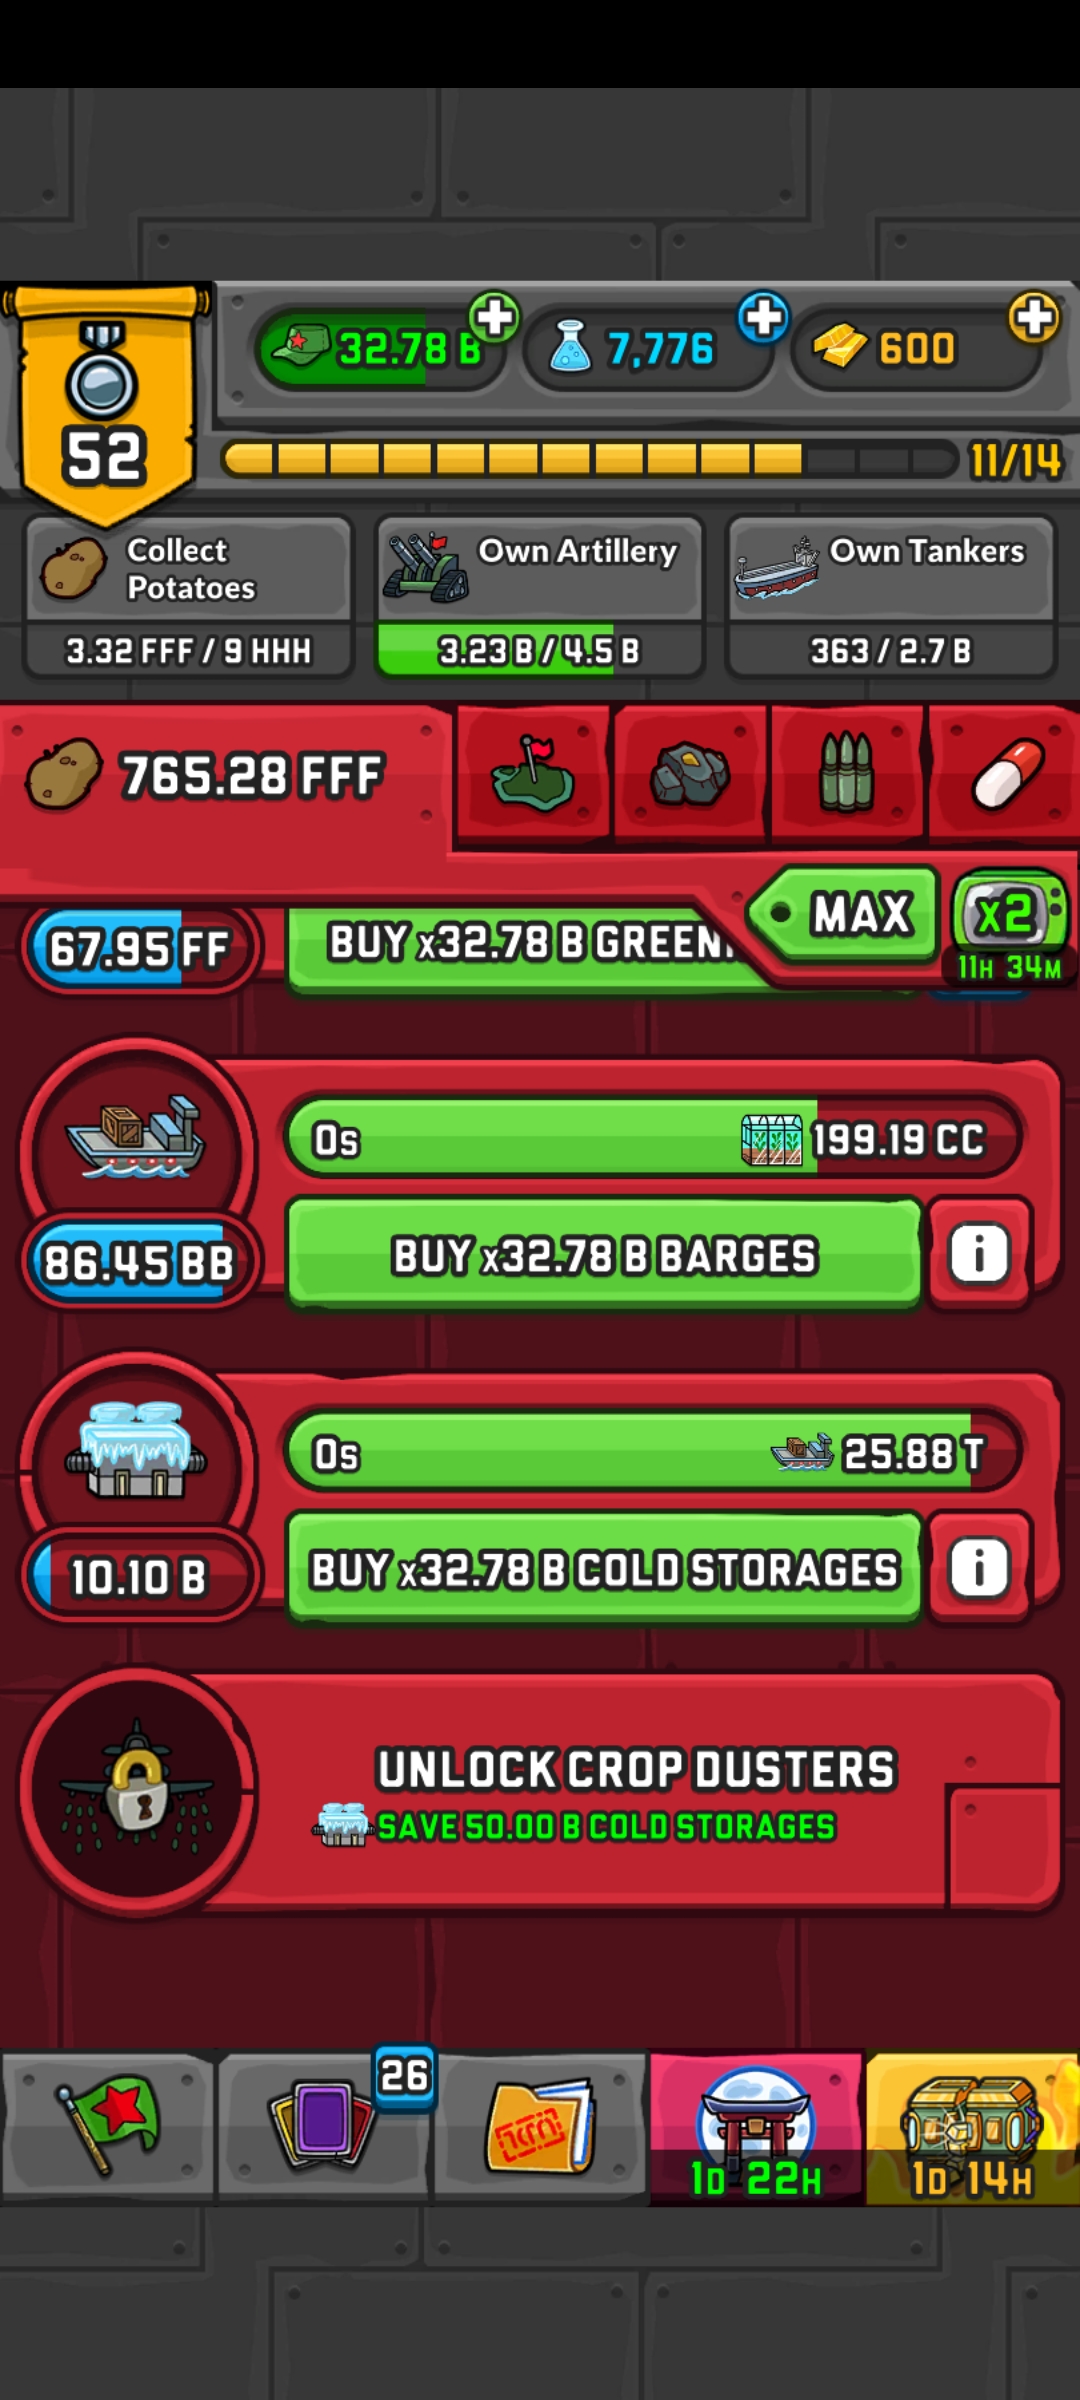 32.78 B
7,776
600
52
11/14
Collect
Potatoes
3.32 FFF / 9 HHH
Own Artillery
3.23 B / 4.5 B
Own Tankers
363 / 2.7 B
765.28 FFF
MAX
x2
11H 34M
67.95 FF
BUY x32.78 B
0s
199.19 CC
86.45 BB
BUY x32.78 B BARGES
i
0s
25.88 T
10.10 B
BUY x32.78 B COLD STORAGES
i
UNLOCK CROP DUSTERS
SAVE 50.00 B COLD STORAGES
26
1D 22H
1D 14H